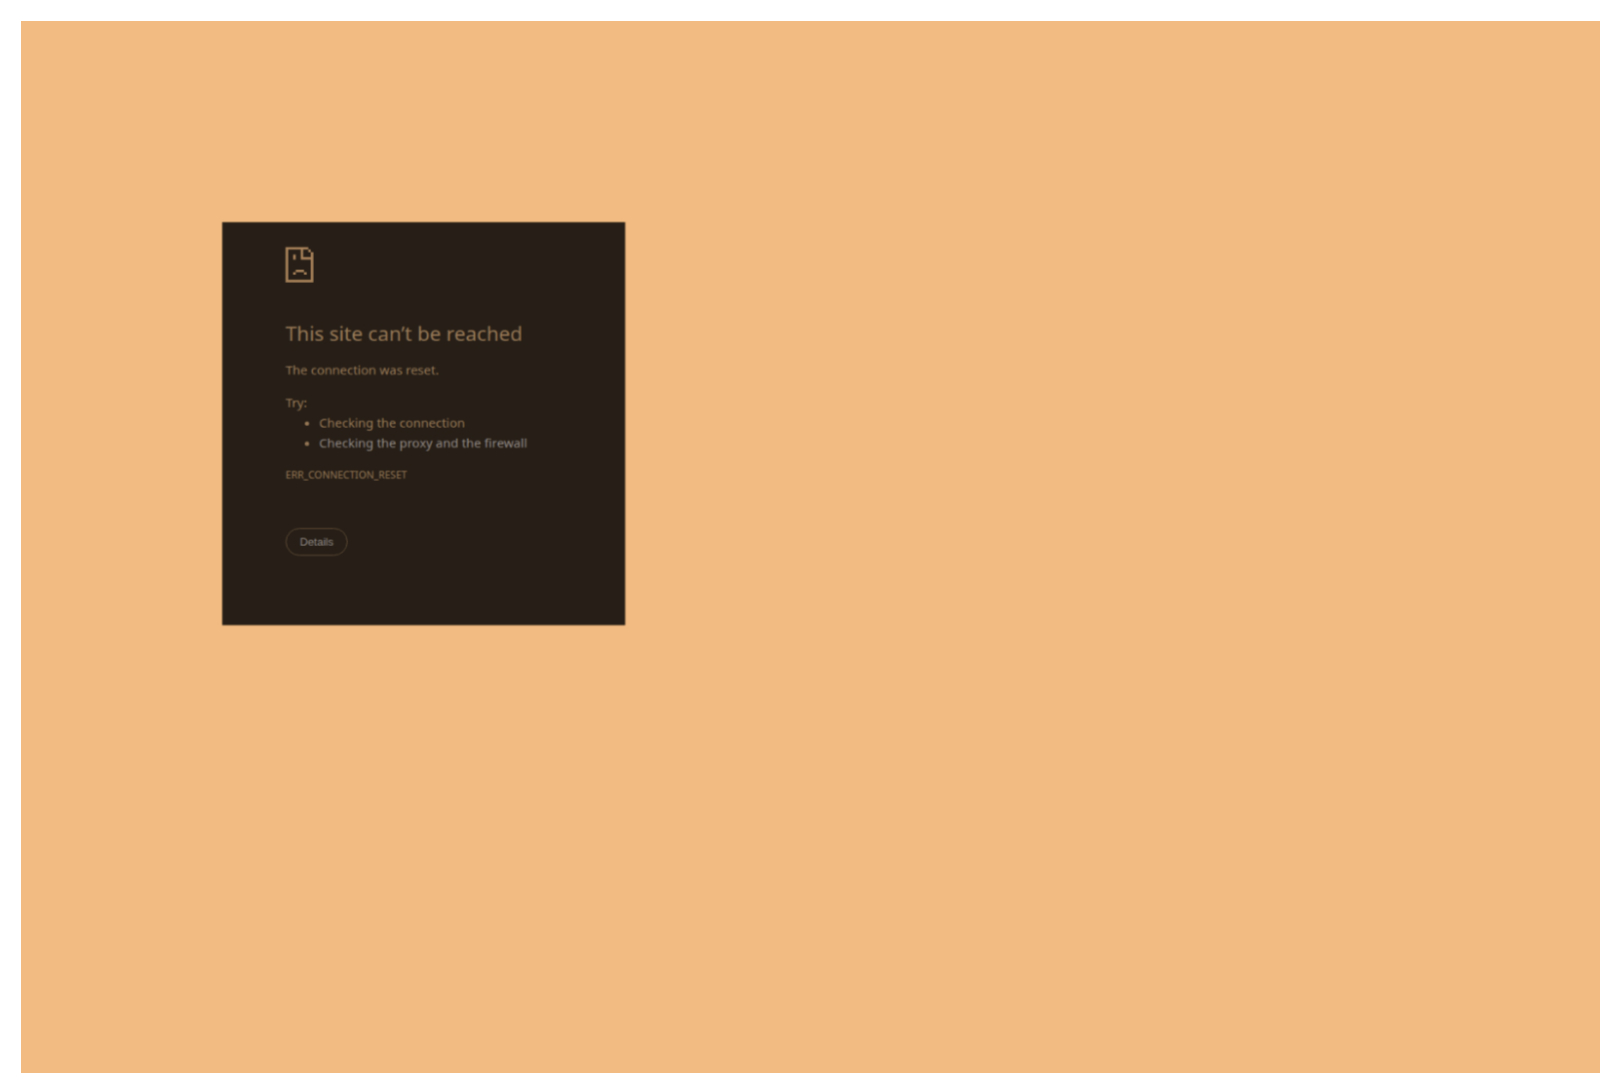 This site can’t be reached
The connection was reset.
Try:
Checking the connection
Checking the proxy and the firewall
ERR_CONNECTION_RESET
Details